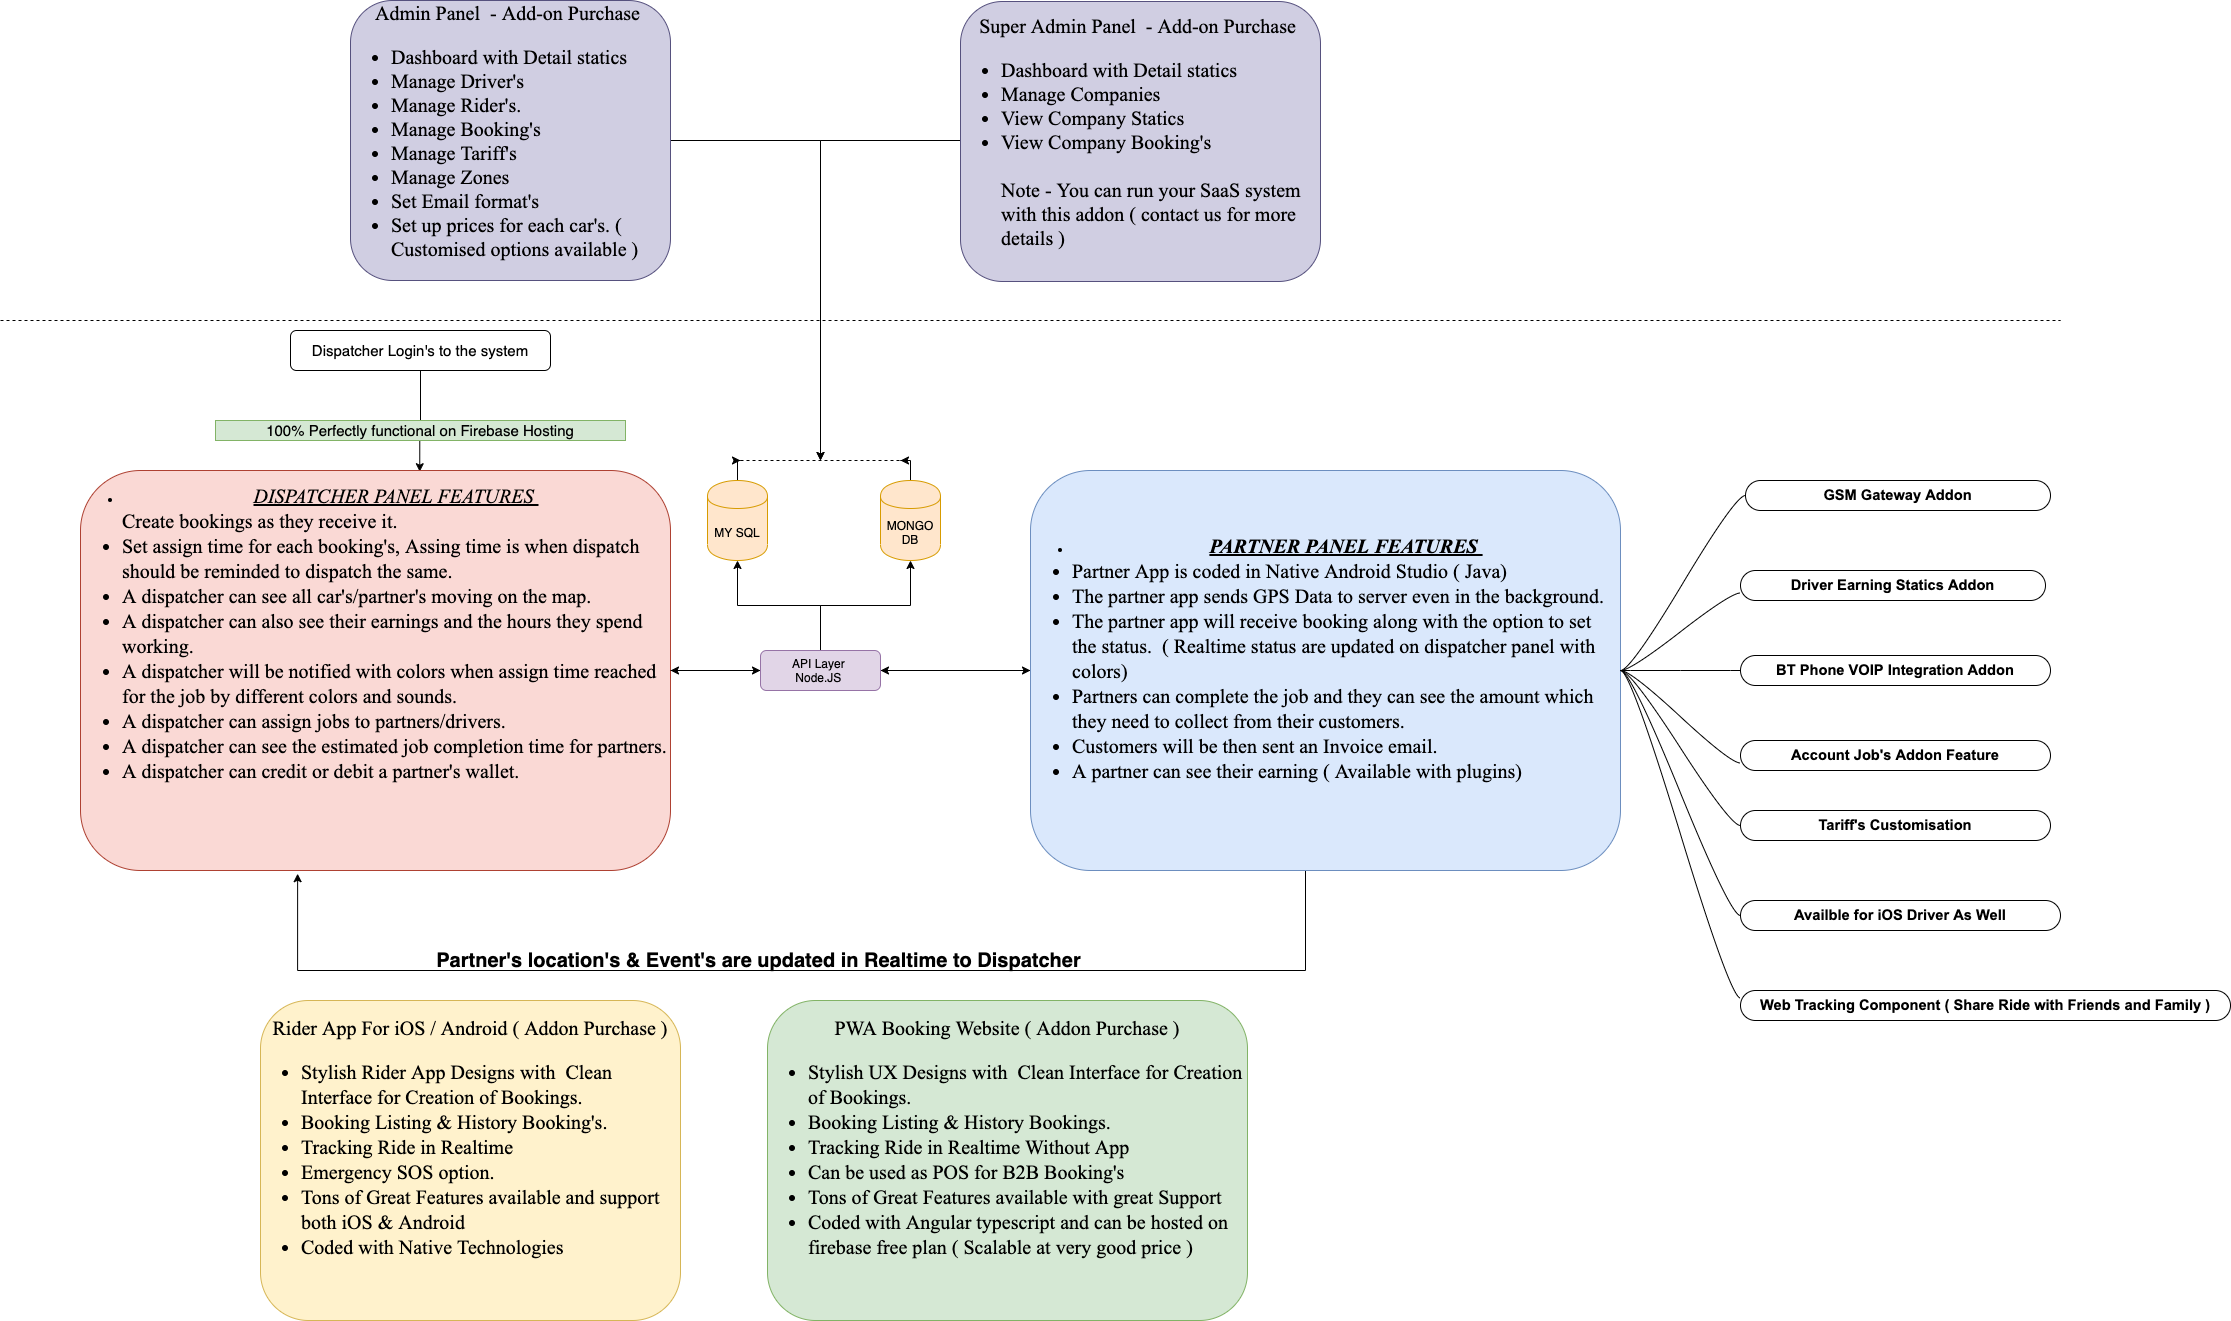 Admin Panel  - Add-on Purchase
Dashboard with Detail statics
Manage Driver's
Manage Rider's.
Manage Booking's
Manage Tariff's
Manage Zones
Set Email format's
Set up prices for each car's. (
Customised options available )
Super Admin Panel  - Add-on Purchase
Dashboard with Detail statics
Manage Companies
View Company Statics
View Company Booking's
Note - You can run your SaaS system
with this addon ( contact us for more
details )
Dispatcher Login's to the system
100% Perfectly functional on Firebase Hosting
DISPATCHER PANEL FEATURES
Create bookings as they receive it.
Set assign time for each booking's, Assing time is when dispatch
should be reminded to dispatch the same.
A dispatcher can see all car's/partner's moving on the map.
A dispatcher can also see their earnings and the hours they spend
working.
A dispatcher will be notified with colors when assign time reached
for the job by different colors and sounds.
A dispatcher can assign jobs to partners/drivers.
A dispatcher can see the estimated job completion time for partners.
A dispatcher can credit or debit a partner's wallet.
MY SQL
MONGO
DB
API Layer
Node.JS
PARTNER PANEL FEATURES
Partner App is coded in Native Android Studio ( Java)
The partner app sends GPS Data to server even in the background.
The partner app will receive booking along with the option to set
the status.  ( Realtime status are updated on dispatcher panel with
colors)
Partners can complete the job and they can see the amount which
they need to collect from their customers.
Customers will be then sent an Invoice email.
A partner can see their earning ( Available with plugins)
GSM Gateway Addon
Driver Earning Statics Addon
BT Phone VOIP Integration Addon
Account Job's Addon Feature
Tariff's Customisation
Availble for iOS Driver As Well
Web Tracking Component ( Share Ride with Friends and Family )
Partner's location's & Event's are updated in Realtime to Dispatcher
Rider App For iOS / Android ( Addon Purchase )
Stylish Rider App Designs with  Clean
Interface for Creation of Bookings.
Booking Listing & History Booking's.
Tracking Ride in Realtime
Emergency SOS option.
Tons of Great Features available and support
both iOS & Android
Coded with Native Technologies
PWA Booking Website ( Addon Purchase )
Stylish UX Designs with  Clean Interface for Creation
of Bookings.
Booking Listing & History Bookings.
Tracking Ride in Realtime Without App
Can be used as POS for B2B Booking's
Tons of Great Features available with great Support
Coded with Angular typescript and can be hosted on
firebase free plan ( Scalable at very good price )